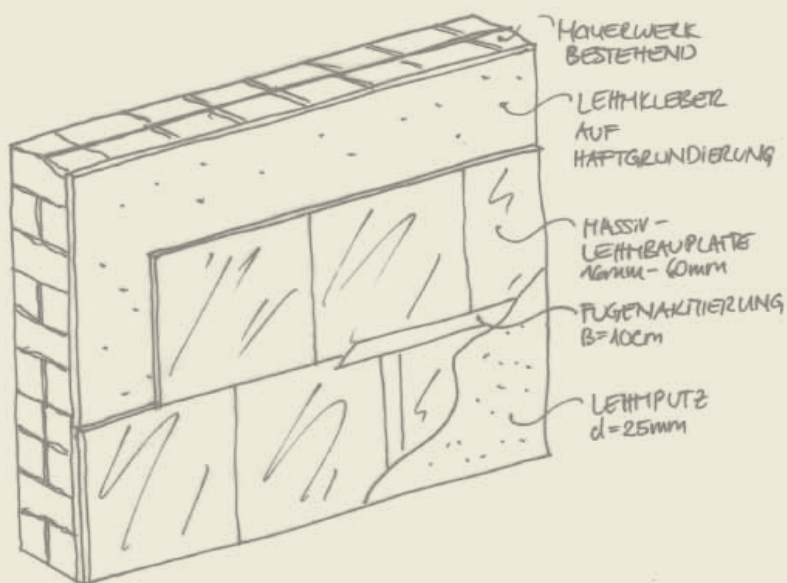 MAUERWERK
BESTEHEND
LEHMKLEBER
AUF
HAFTGRUNDIERUNG
MASSIV-
LEHMBAUPLATTE
16mm - 60mm
FUGENARMIERUNG
B=10cm
LEHMPUTZ
d=25mm